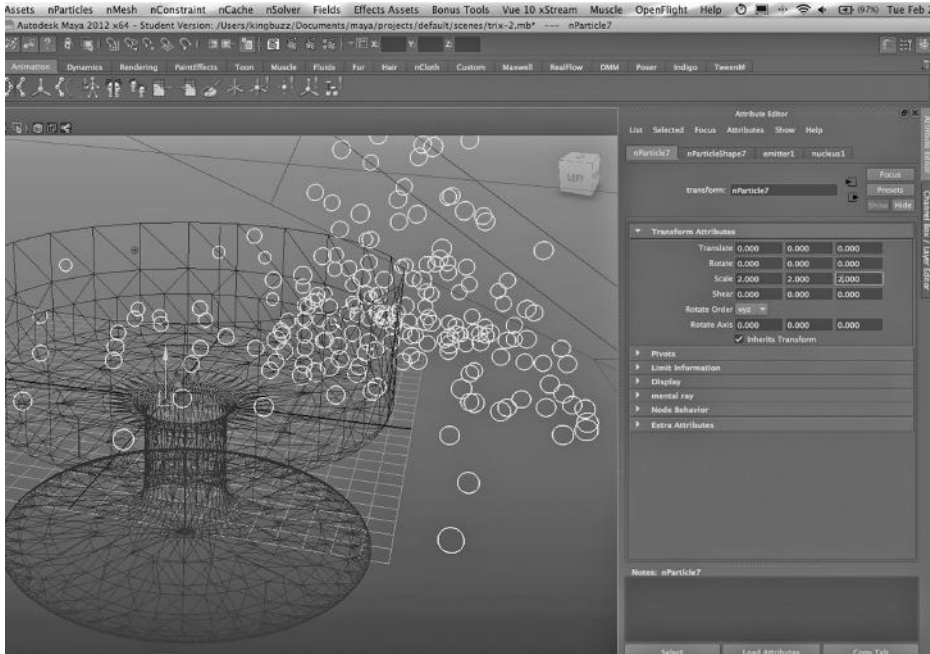 Assets nParticles nMesh nConstraint nCache nSolver Fields Effects Assets Bonus Tools Vue 10 xStream Muscle OpenFlight Help (97%) Tue Feb
Autodesk Maya 2012 x64 - Student Version: /Users/kingbuzz/Documents/maya/projects/default/scenes/trix-2.mb* --- nParticle7
X: Y: Z:
Animation Dynamics Rendering PaintEffects Toon Muscle Fluids Fur Hair nCloth Custom Maxwell RealFlow DMM Poser Indigo TweenM
Attribute Editor
List Selected Focus Attributes Show Help
nParticle7 nParticleShape7 emitter1 nucleus1
Focus
transform: nParticle7 Presets
Show Hide
Transform Attributes
Translate 0.000 0.000 0.000
Rotate 0.000 0.000 0.000
Scale 2.000 2.000 2.000
Shear 0.000 0.000 0.000
Rotate Order xyz
Rotate Axis 0.000 0.000 0.000
Inherits Transform
Pivots
Limit Information
Display
mental ray
Node Behavior
Extra Attributes
Notes: nParticle7
Select Load Attributes Copy Tab
LEFT
Attribute Editor
Channel Box / Layer Editor